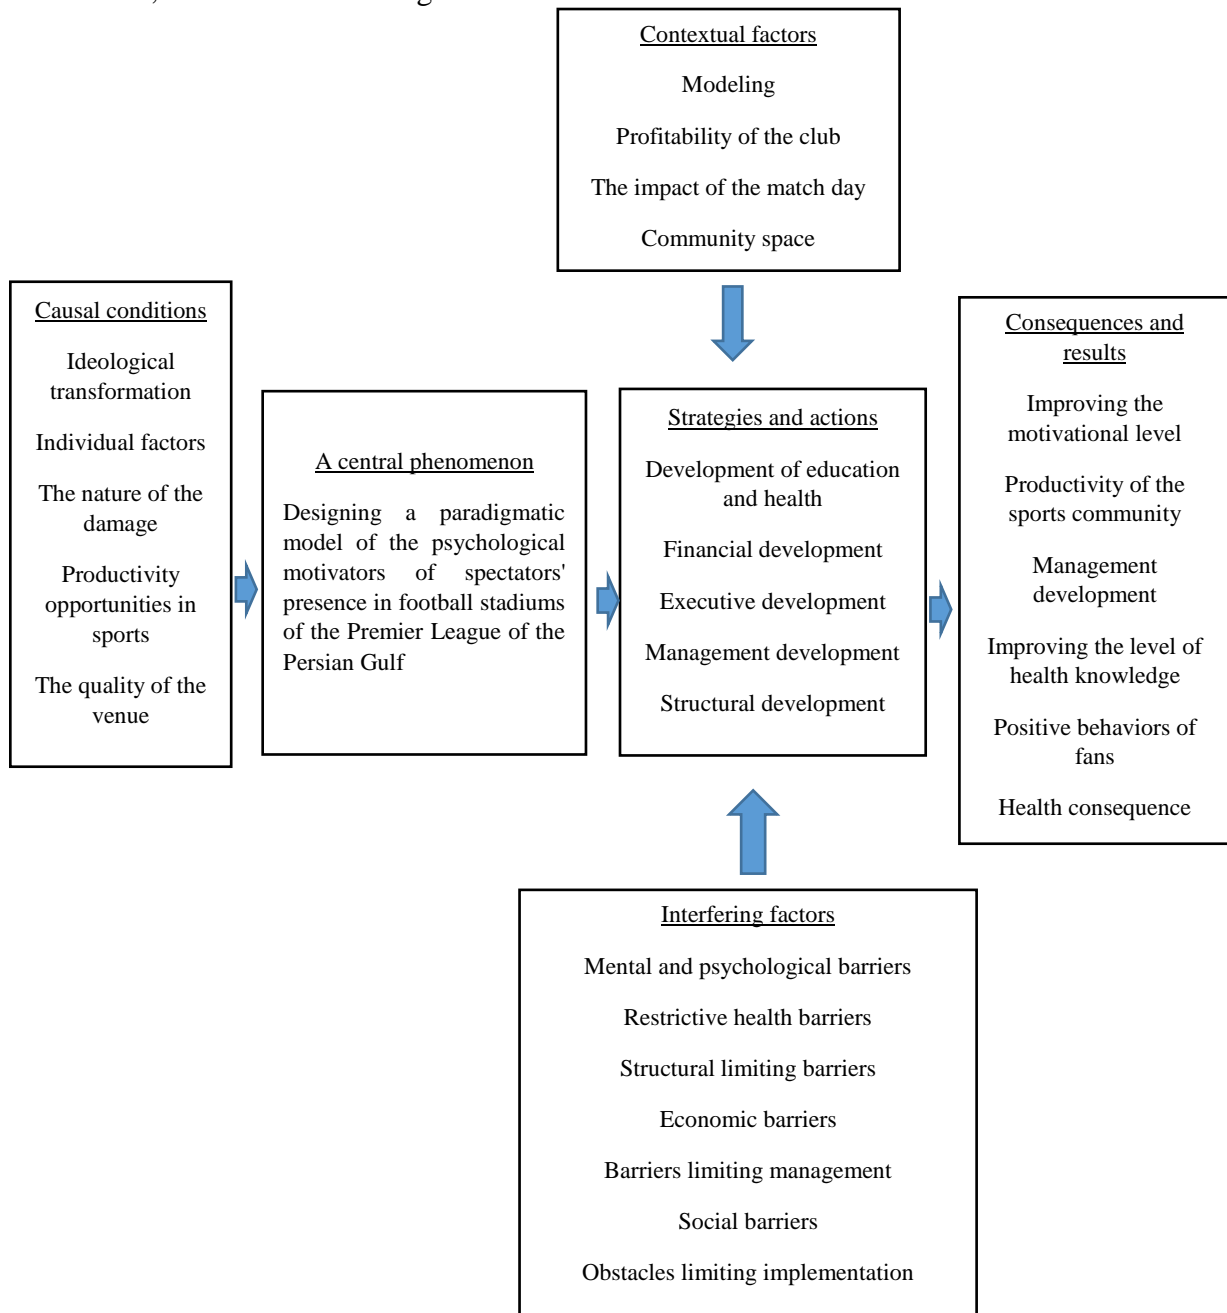 Contextual factors
Modeling
Profitability of the club
The impact of the match day
Community space
Causal conditions
Ideological
transformation
Individual factors
The nature of the
damage
Productivity
opportunities in
sports
The quality of the
venue
A central phenomenon
Designing a paradigmatic
model of the psychological
motivators of spectators'
presence in football stadiums
of the Premier League of the
Persian Gulf
Strategies and actions
Development of education
and health
Financial development
Executive development
Management development
Structural development
Consequences and
results
Improving the
motivational level
Productivity of the
sports community
Management
development
Improving the level of
health knowledge
Positive behaviors of
fans
Health consequence
Interfering factors
Mental and psychological barriers
Restrictive health barriers
Structural limiting barriers
Economic barriers
Barriers limiting management
Social barriers
Obstacles limiting implementation